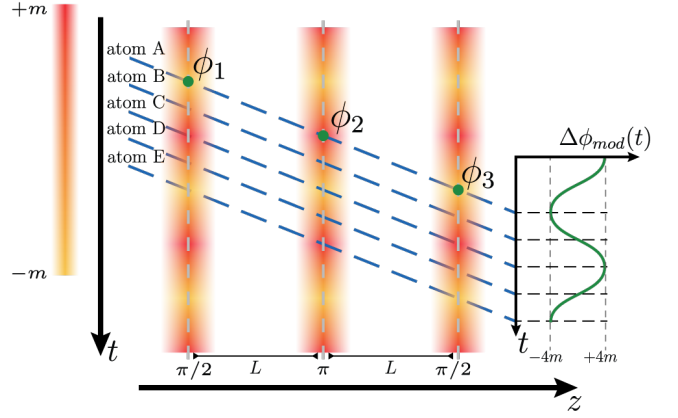 +m
atom A
atom B
atom C
atom D
atom E
−m
ϕ1
ϕ2
ϕ3
Δϕmod(t)
t
t
−4m
+4m
π/2
L
π
L
π/2
z